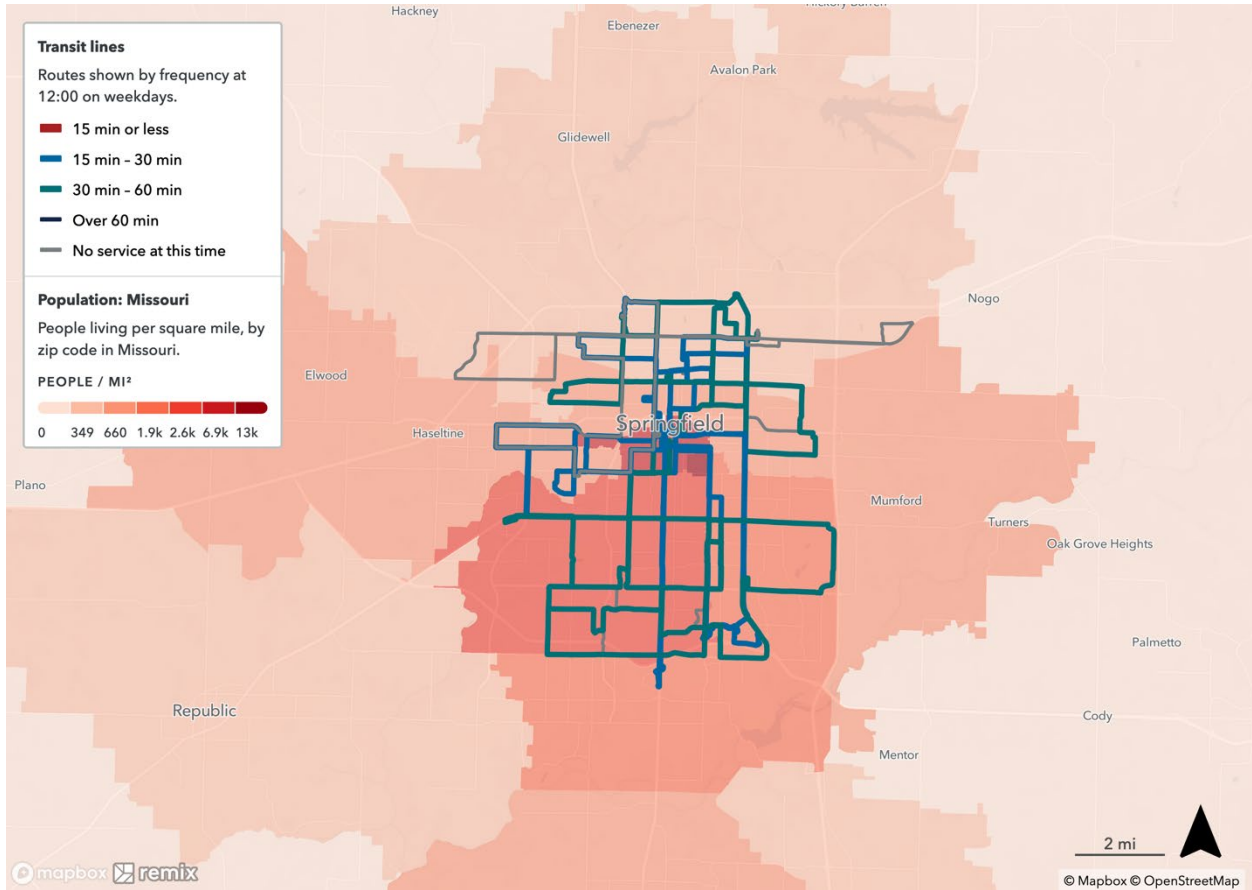 Hackney
Hickory Barren
Ebenezer
Transit lines
Routes shown by frequency at
12:00 on weekdays.
15 min or less
15 min – 30 min
30 min – 60 min
Over 60 min
No service at this time
Population: Missouri
People living per square mile, by
zip code in Missouri.
PEOPLE / MI²
0 349 660 1.9k 2.6k 6.9k 13k
Avalon Park
Glidewell
Nogo
Elwood
Haseltine
Springfield
Plano
Mumford
Turners
Oak Grove Heights
Palmetto
Republic
Cody
Mentor
2 mi
mapbox remix
© Mapbox © OpenStreetMap